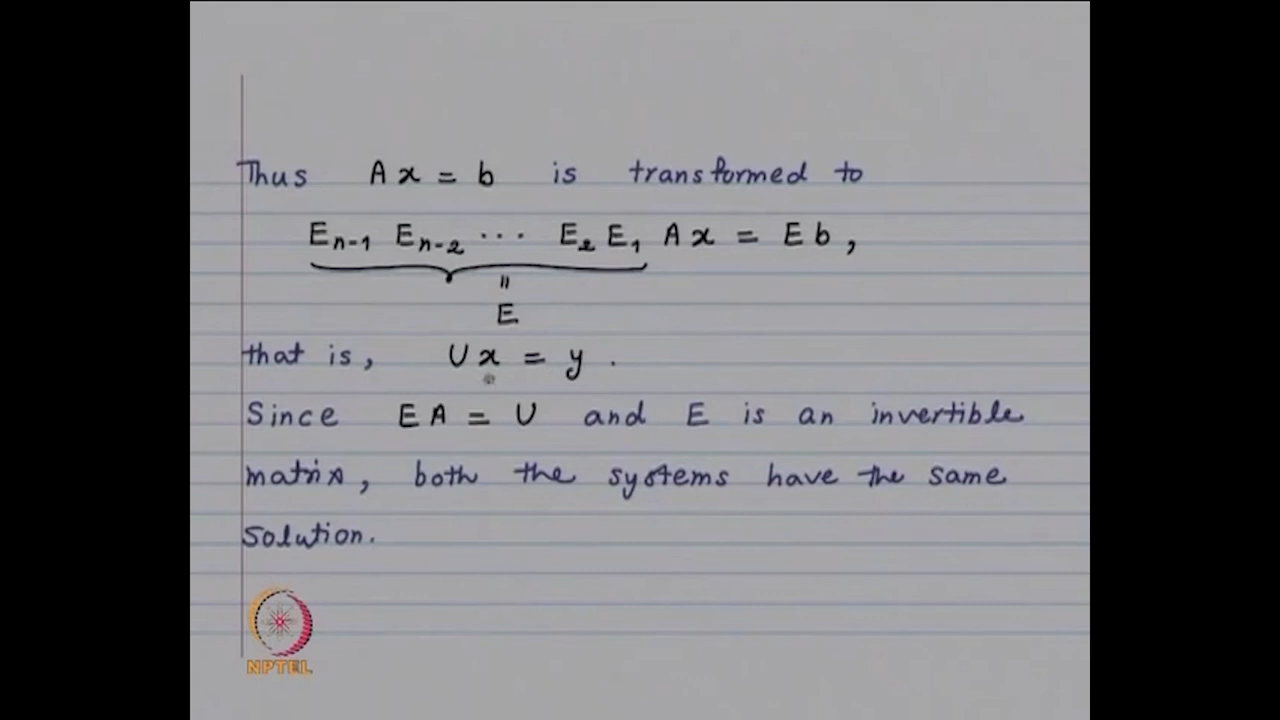 Thus Ax = b is transformed to
E_{n-1} E_{n-2} ... E_2 E_1 Ax = Eb,
"
E
that is, Ux = y .
Since EA = U and E is an invertible
matrix, both the systems have the same
solution.
NPTEL